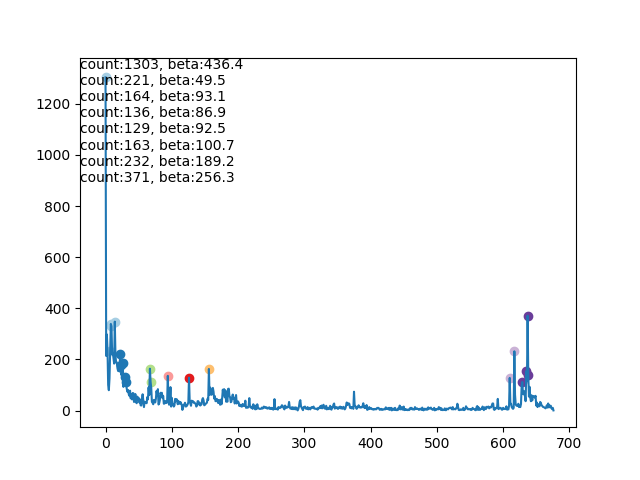 count:1303, beta:436.4
count:221, beta:49.5
count:164, beta:93.1
count:136, beta:86.9
count:129, beta:92.5
count:163, beta:100.7
count:232, beta:189.2
count:371, beta:256.3
1200
1000
800
600
400
200
0
0 100 200 300 400 500 600 700